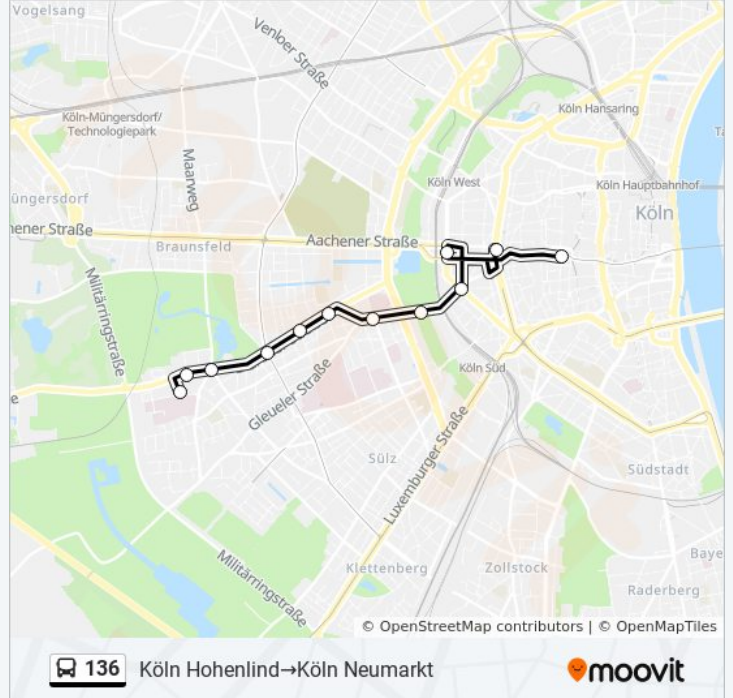 Vogelsang
Venloer Straße
Köln-Müngersdorf/
Technologiepark
Maarweg
Köln Hansaring
Köln West
Köln Hauptbahnhof
Köln
üngersdorf
hener Straße
Braunsfeld
Aachener Straße
Militärringstraße
Gleueler Straße
Köln Süd
Sülz
Luxemburger Straße
Südstadt
Militärringstraße
Klettenberg
Zollstock
Baye
Raderberg
© OpenStreetMap contributors | © OpenMapTiles
136 Köln Hohenlind→Köln Neumarkt
moovit